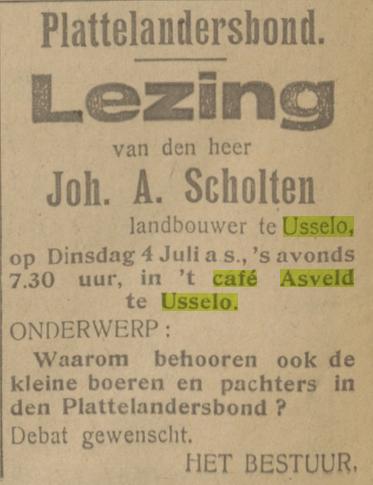 Plattelandersbond.
Lezing
van den heer
Joh. A. Scholten
landbouwer te Usselo,
op Dinsdag 4 Juli a s., 's avonds
7.30 uur, in 't café Asveld
te Usselo.
ONDERWERP:
Waarom behooren ook de
kleine boeren en pachters in
den Plattelandersbond?
Debat gewenscht.
HET BESTUUR,